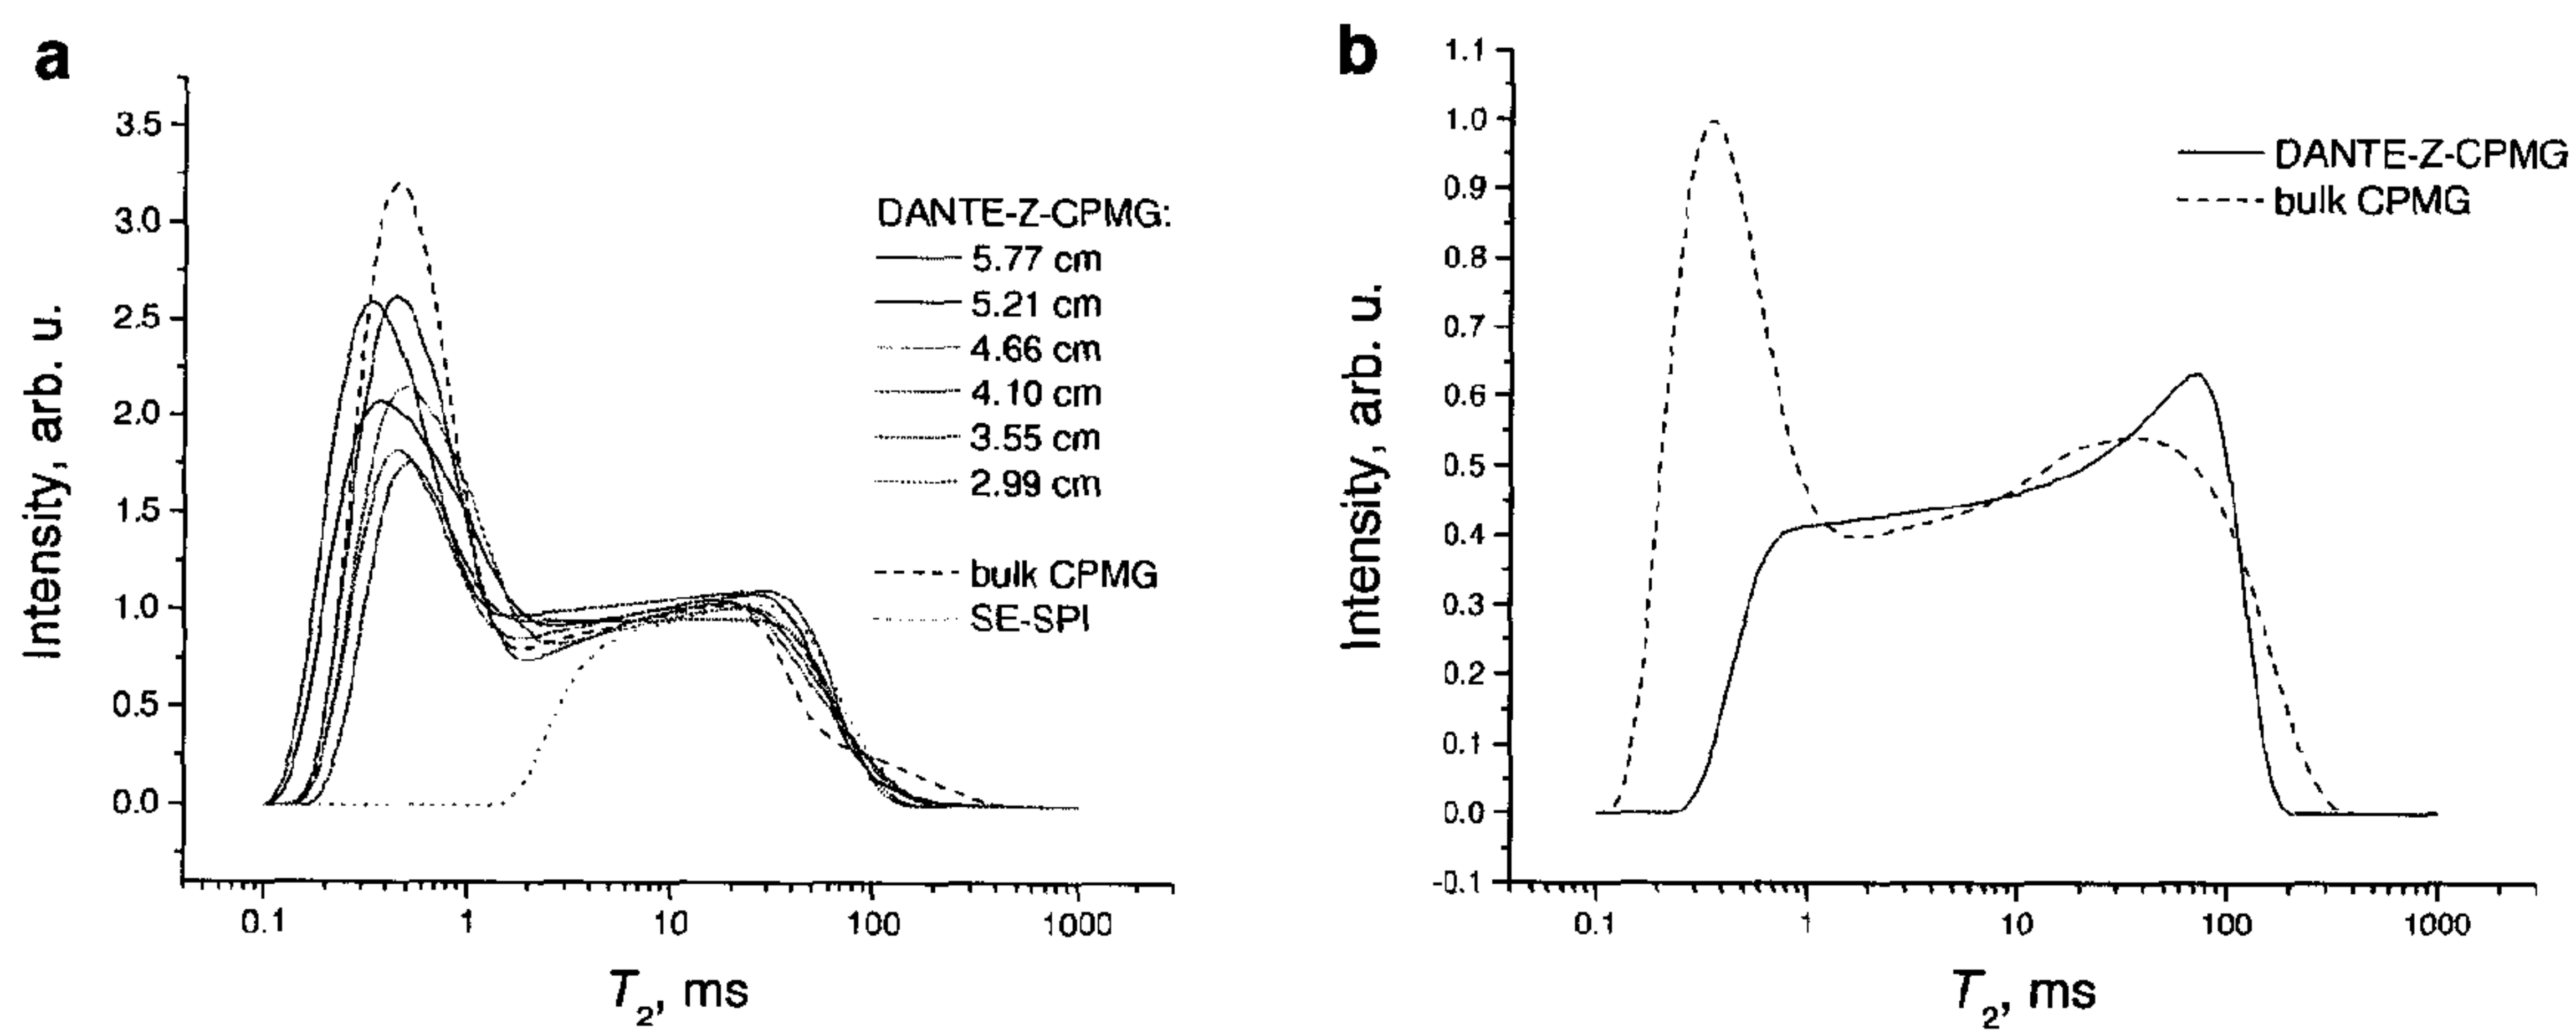 a
3.5
3.0
2.5
2.0
1.5
1.0
0.5
0.0
Intensity, arb. u.
0.1 1 10 100 1000
T2, ms
DANTE-Z-CPMG:
5.77 cm
5.21 cm
4.66 cm
4.10 cm
3.55 cm
2.99 cm
bulk CPMG
SE-SPI
b
1.1
1.0
0.9
0.8
0.7
0.6
0.5
0.4
0.3
0.2
0.1
0.0
-0.1
Intensity, arb. u.
0.1 1 10 100 1000
T2, ms
DANTE-Z-CPMG
bulk CPMG